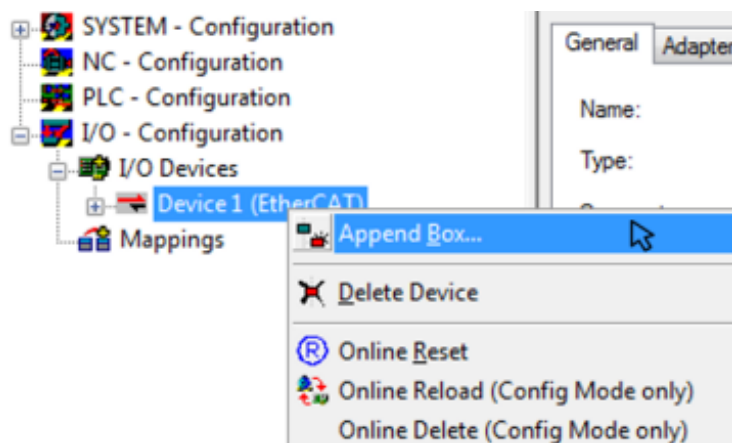 SYSTEM - Configuration
NC - Configuration
PLC - Configuration
I/O - Configuration
I/O Devices
Device 1 (EtherCAT)
Mappings
General
Adapter
Name:
Type:
Append Box...
Delete Device
Online Reset
Online Reload (Config Mode only)
Online Delete (Config Mode only)